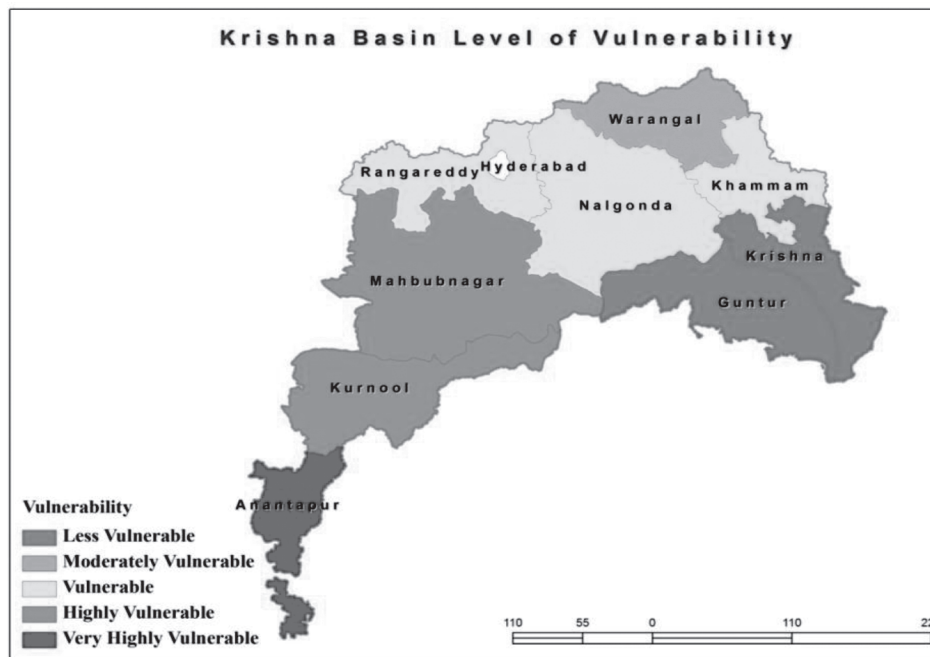 Krishna Basin Level of Vulnerability
Warangal
Rangareddy
Hyderabad
Khammam
Nalgonda
Krishna
Mahbubnagar
Guntur
Kurnool
Anantapur
Vulnerability
Less Vulnerable
Moderately Vulnerable
Vulnerable
Highly Vulnerable
Very Highly Vulnerable
110 55 0 110